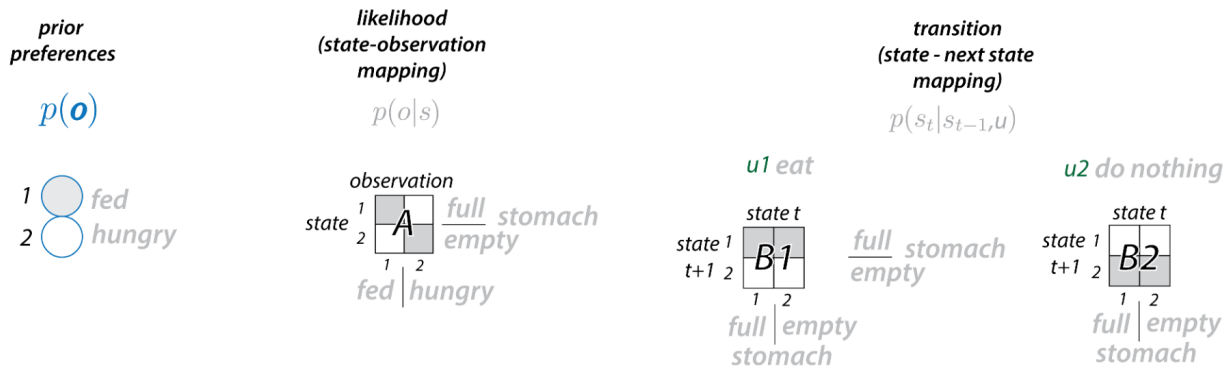 prior
preferences
p(o)
1 fed
2 hungry
likelihood
(state-observation
mapping)
p(o|s)
observation
state 1
2
A
full
empty
stomach
1 2
fed hungry
transition
(state - next state
mapping)
p(s_t|s_{t-1},u)
u1 eat
state t
state 1
t+1 2
B1
1 2
full empty
stomach
full
empty
stomach
u2 do nothing
state t
state 1
t+1 2
B2
1 2
full empty
stomach